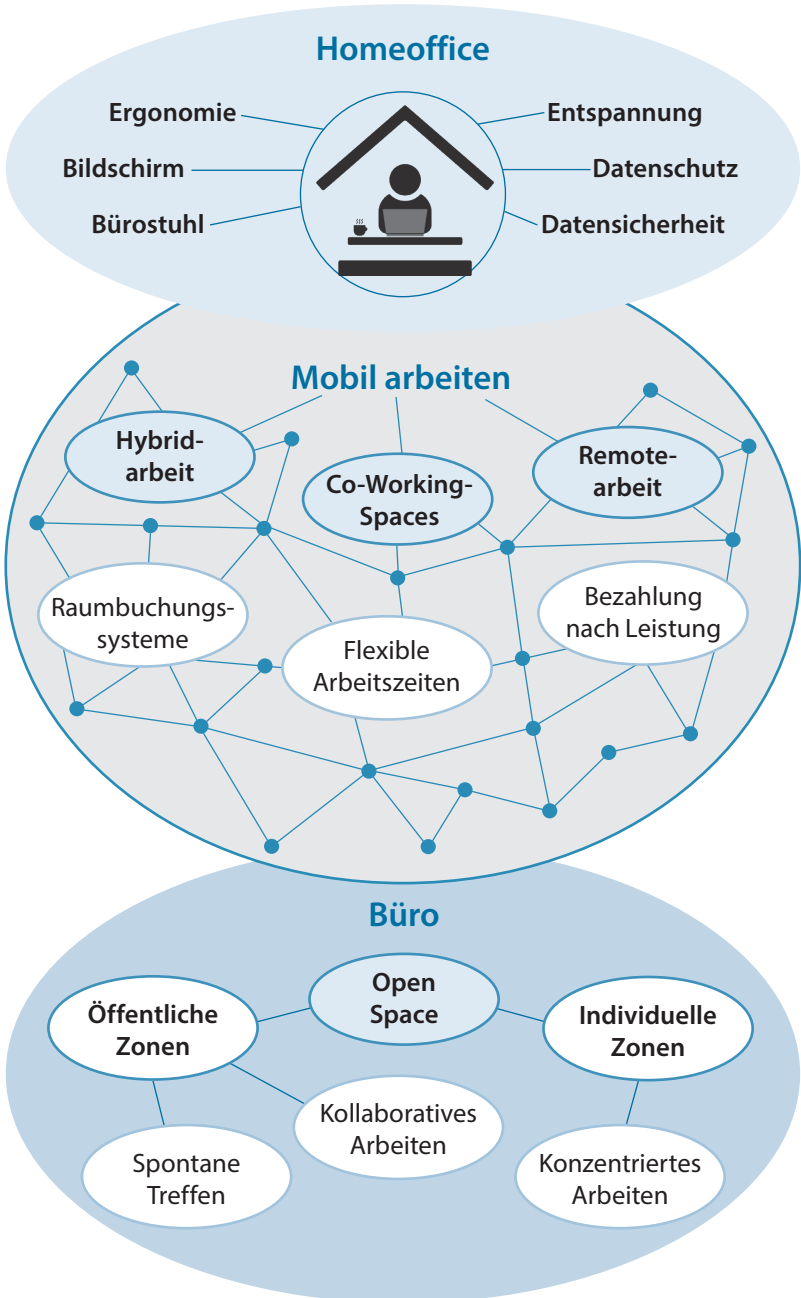 Homeoffice
Ergonomie
Entspannung
Bildschirm
Datenschutz
Bürostuhl
Datensicherheit
Mobil arbeiten
Hybrid-
arbeit
Co-Working-
Spaces
Remote-
arbeit
Raumbuchungs-
systeme
Flexible
Arbeitszeiten
Bezahlung
nach Leistung
Büro
Open
Space
Öffentliche
Zonen
Individuelle
Zonen
Kollaboratives
Arbeiten
Spontane
Treffen
Konzentriertes
Arbeiten